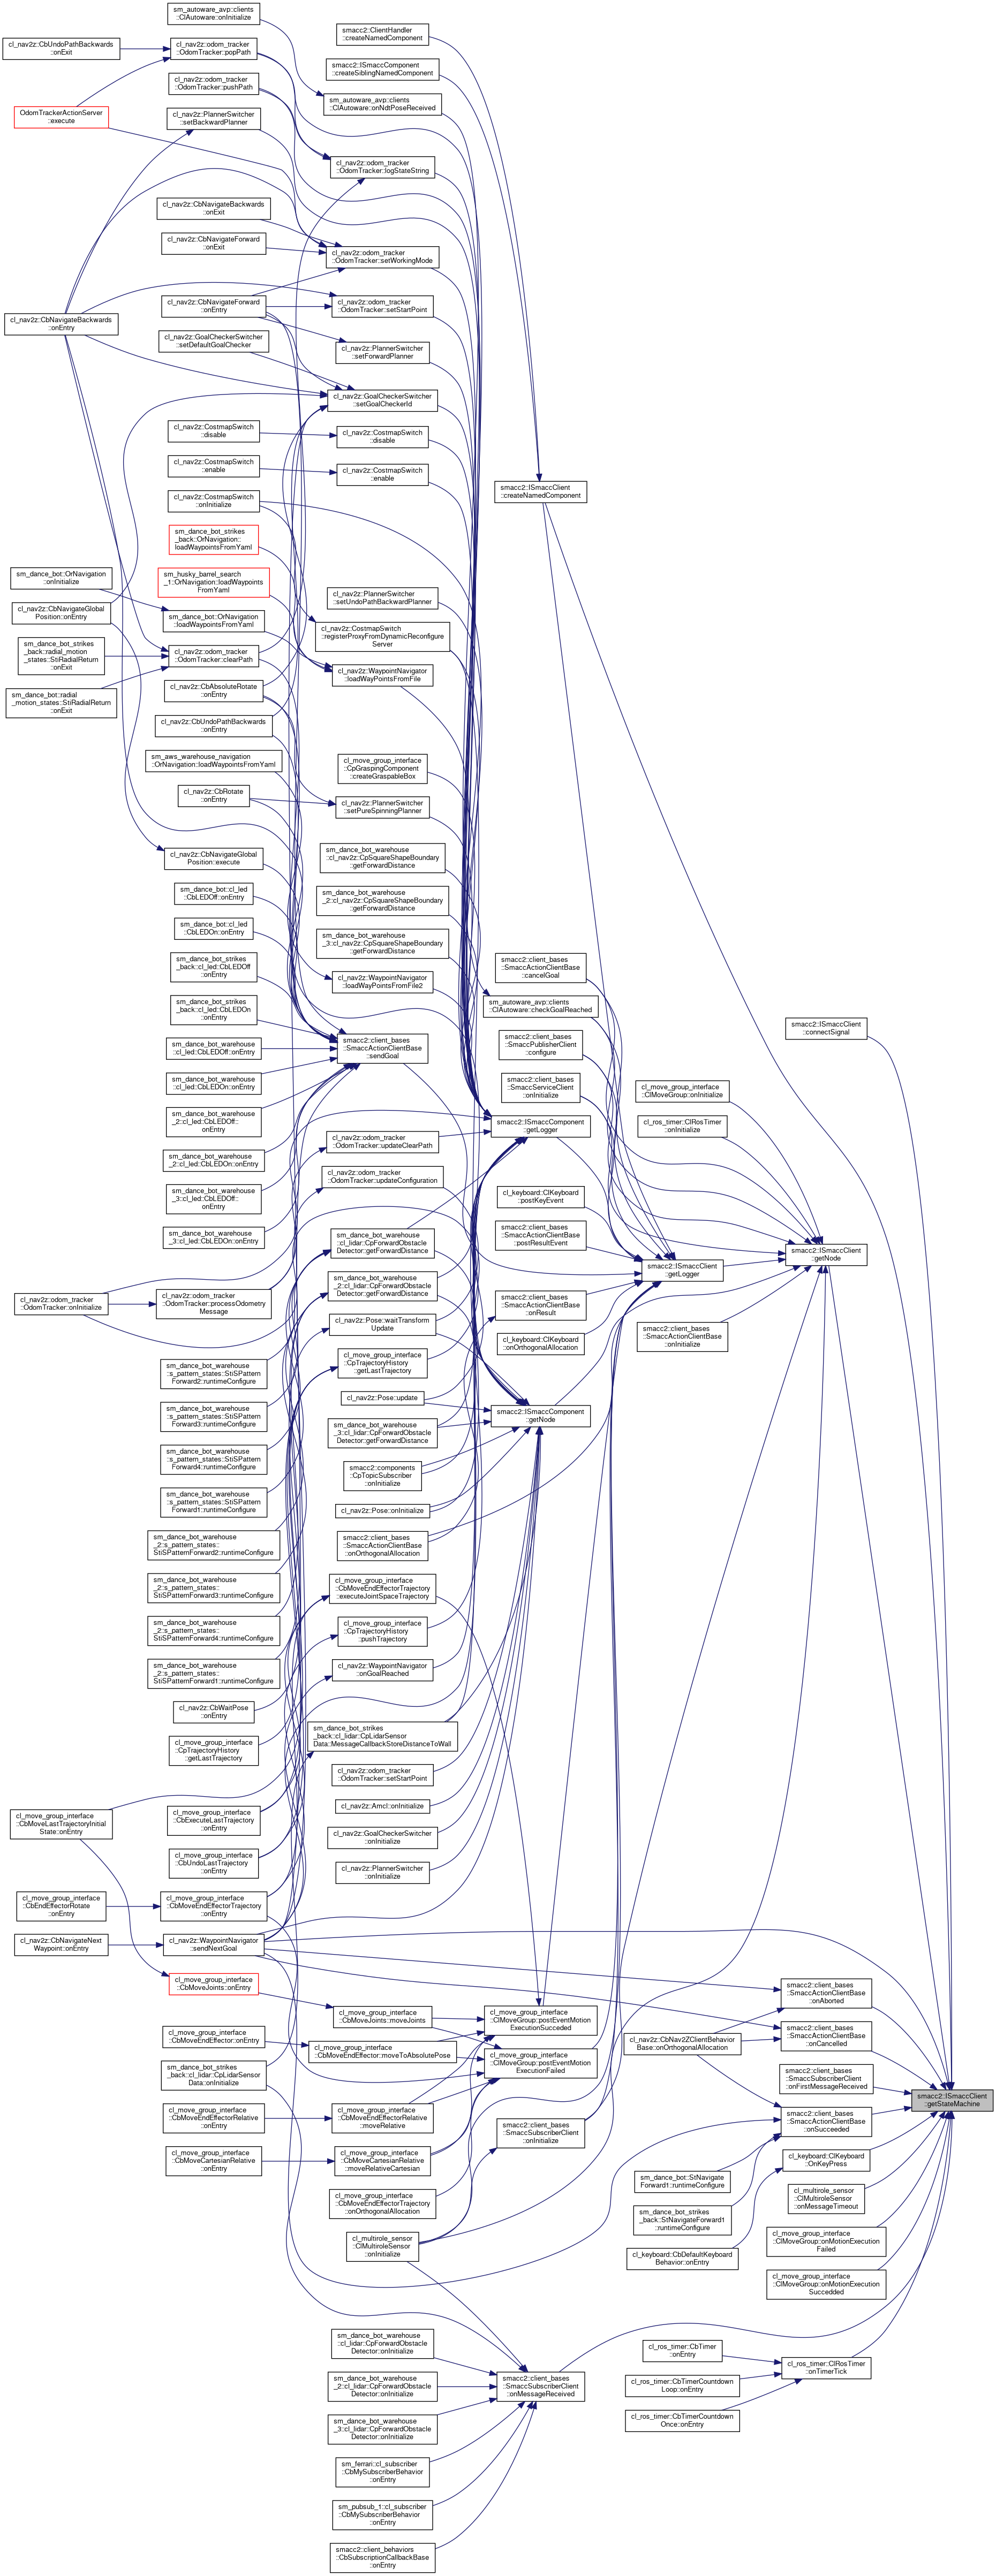 sm_autoware_avp::clients
::ClAutoware::onInitialize
cl_nav2z::CbUndoPathBackwards
::onExit
cl_nav2z::odom_tracker
::OdomTracker::popPath
cl_nav2z::odom_tracker
::OdomTracker::pushPath
OdomTrackerActionServer
::execute
cl_nav2z::PlannerSwitcher
::setBackwardPlanner
smacc2::ClientHandler
::createNamedComponent
smacc2::ISmaccComponent
::createSiblingNamedComponent
sm_autoware_avp::clients
::ClAutoware::onNdtPoseReceived
cl_nav2z::odom_tracker
::OdomTracker::logStateString
cl_nav2z::CbNavigateBackwards
::onExit
cl_nav2z::CbNavigateForward
::onExit
cl_nav2z::odom_tracker
::OdomTracker::setWorkingMode
cl_nav2z::CbNavigateForward
::onEntry
cl_nav2z::odom_tracker
::OdomTracker::setStartPoint
cl_nav2z::CbNavigateBackwards
::onEntry
cl_nav2z::GoalCheckerSwitcher
::setDefaultGoalChecker
cl_nav2z::PlannerSwitcher
::setForwardPlanner
cl_nav2z::GoalCheckerSwitcher
::setGoalCheckerId
cl_nav2z::CostmapSwitch
::disable
cl_nav2z::CostmapSwitch
::disable
cl_nav2z::CostmapSwitch
::enable
cl_nav2z::CostmapSwitch
::enable
cl_nav2z::CostmapSwitch
::onInitialize
smacc2::ISmaccClient
::createNamedComponent
sm_dance_bot_strikes
_back::OrNavigation::
loadWaypointsFromYaml
sm_dance_bot::OrNavigation
::onInitialize
sm_husky_barrel_search
_1::OrNavigation::loadWaypoints
FromYaml
cl_nav2z::PlannerSwitcher
::setUndoPathBackwardPlanner
cl_nav2z::CbNavigateGlobal
Position::onEntry
sm_dance_bot::OrNavigation
::loadWaypointsFromYaml
cl_nav2z::CostmapSwitch
::registerProxyFromDynamicReconfigure
Server
sm_dance_bot_strikes
_back::radial_motion
_states::StiRadialReturn
::onExit
cl_nav2z::odom_tracker
::OdomTracker::clearPath
cl_nav2z::WaypointNavigator
::loadWayPointsFromFile
sm_dance_bot::radial
_motion_states::StiRadialReturn
::onExit
cl_nav2z::CbAbsoluteRotate
::onEntry
cl_nav2z::CbUndoPathBackwards
::onEntry
sm_aws_warehouse_navigation
::OrNavigation::loadWaypointsFromYaml
cl_move_group_interface
::CpGraspingComponent
::createGraspableBox
cl_nav2z::CbRotate
::onEntry
cl_nav2z::PlannerSwitcher
::setPureSpinningPlanner
cl_nav2z::CbNavigateGlobal
Position::execute
sm_dance_bot_warehouse
::cl_nav2z::CpSquareShapeBoundary
::getForwardDistance
sm_dance_bot::cl_led
::CbLEDOff::onEntry
sm_dance_bot_warehouse
_2::cl_nav2z::CpSquareShapeBoundary
::getForwardDistance
sm_dance_bot::cl_led
::CbLEDOn::onEntry
sm_dance_bot_warehouse
_3::cl_nav2z::CpSquareShapeBoundary
::getForwardDistance
sm_dance_bot_strikes
_back::cl_led::CbLEDOff
::onEntry
cl_nav2z::WaypointNavigator
::loadWayPointsFromFile2
smacc2::client_bases
::SmaccActionClientBase
::cancelGoal
sm_dance_bot_strikes
_back::cl_led::CbLEDOn
::onEntry
sm_autoware_avp::clients
::ClAutoware::checkGoalReached
smacc2::ISmaccClient
::connectSignal
sm_dance_bot_warehouse
::cl_led::CbLEDOff::onEntry
smacc2::client_bases
::SmaccActionClientBase
::sendGoal
smacc2::client_bases
::SmaccPublisherClient
::configure
sm_dance_bot_warehouse
::cl_led::CbLEDOn::onEntry
smacc2::client_bases
::SmaccServiceClient
::onInitialize
cl_move_group_interface
::ClMoveGroup::onInitialize
sm_dance_bot_warehouse
_2::cl_led::CbLEDOff::
onEntry
smacc2::ISmaccComponent
::getLogger
cl_ros_timer::ClRosTimer
::onInitialize
sm_dance_bot_warehouse
_2::cl_led::CbLEDOn::onEntry
cl_nav2z::odom_tracker
::OdomTracker::updateClearPath
sm_dance_bot_warehouse
_3::cl_led::CbLEDOff::
onEntry
cl_nav2z::odom_tracker
::OdomTracker::updateConfiguration
cl_keyboard::ClKeyboard
::postKeyEvent
sm_dance_bot_warehouse
_3::cl_led::CbLEDOn::onEntry
sm_dance_bot_warehouse
::cl_lidar::CpForwardObstacle
Detector::getForwardDistance
smacc2::client_bases
::SmaccActionClientBase
::postResultEvent
smacc2::ISmaccClient
::getLogger
smacc2::ISmaccClient
::getNode
cl_nav2z::odom_tracker
::OdomTracker::onInitialize
cl_nav2z::odom_tracker
::OdomTracker::processOdometry
Message
sm_dance_bot_warehouse
_2::cl_lidar::CpForwardObstacle
Detector::getForwardDistance
smacc2::client_bases
::SmaccActionClientBase
::onResult
cl_nav2z::Pose::waitTransform
Update
cl_keyboard::ClKeyboard
::onOrthogonalAllocation
smacc2::client_bases
::SmaccActionClientBase
::onInitialize
sm_dance_bot_warehouse
::s_pattern_states::StiSPattern
Forward2::runtimeConfigure
cl_move_group_interface
::CpTrajectoryHistory
::getLastTrajectory
sm_dance_bot_warehouse
::s_pattern_states::StiSPattern
Forward3::runtimeConfigure
cl_nav2z::Pose::update
smacc2::ISmaccComponent
::getNode
sm_dance_bot_warehouse
_3::cl_lidar::CpForwardObstacle
Detector::getForwardDistance
sm_dance_bot_warehouse
::s_pattern_states::StiSPattern
Forward4::runtimeConfigure
smacc2::components
::CpTopicSubscriber
::onInitialize
sm_dance_bot_warehouse
::s_pattern_states::StiSPattern
Forward1::runtimeConfigure
cl_nav2z::Pose::onInitialize
sm_dance_bot_warehouse
_2::s_pattern_states::
StiSPatternForward2::runtimeConfigure
smacc2::client_bases
::SmaccActionClientBase
::onOrthogonalAllocation
sm_dance_bot_warehouse
_2::s_pattern_states::
StiSPatternForward3::runtimeConfigure
cl_move_group_interface
::CbMoveEndEffectorTrajectory
::executeJointSpaceTrajectory
sm_dance_bot_warehouse
_2::s_pattern_states::
StiSPatternForward4::runtimeConfigure
cl_move_group_interface
::CpTrajectoryHistory
::pushTrajectory
sm_dance_bot_warehouse
_2::s_pattern_states::
StiSPatternForward1::runtimeConfigure
cl_nav2z::WaypointNavigator
::onGoalReached
cl_nav2z::CbWaitPose
::onEntry
cl_move_group_interface
::CpTrajectoryHistory
::getLastTrajectory
sm_dance_bot_strikes
_back::cl_lidar::CpLidarSensor
Data::MessageCallbackStoreDistanceToWall
cl_nav2z::odom_tracker
::OdomTracker::setStartPoint
cl_move_group_interface
::CbMoveLastTrajectoryInitial
State::onEntry
cl_move_group_interface
::CbExecuteLastTrajectory
::onEntry
cl_nav2z::Amcl::onInitialize
cl_nav2z::GoalCheckerSwitcher
::onInitialize
cl_move_group_interface
::CbUndoLastTrajectory
::onEntry
cl_nav2z::PlannerSwitcher
::onInitialize
cl_move_group_interface
::CbEndEffectorRotate
::onEntry
cl_move_group_interface
::CbMoveEndEffectorTrajectory
::onEntry
cl_nav2z::CbNavigateNext
Waypoint::onEntry
cl_nav2z::WaypointNavigator
::sendNextGoal
cl_move_group_interface
::CbMoveJoints::onEntry
smacc2::client_bases
::SmaccActionClientBase
::onAborted
cl_move_group_interface
::CbMoveJoints::moveJoints
cl_move_group_interface
::ClMoveGroup::postEventMotion
ExecutionSucceded
cl_move_group_interface
::CbMoveEndEffector::onEntry
cl_move_group_interface
::CbMoveEndEffector::moveToAbsolutePose
cl_move_group_interface
::ClMoveGroup::postEventMotion
ExecutionFailed
cl_nav2z::CbNav2ZClientBehavior
Base::onOrthogonalAllocation
smacc2::client_bases
::SmaccActionClientBase
::onCancelled
sm_dance_bot_strikes
_back::cl_lidar::CpLidarSensor
Data::onInitialize
smacc2::client_bases
::SmaccSubscriberClient
::onFirstMessageReceived
smacc2::ISmaccClient
::getStateMachine
cl_move_group_interface
::CbMoveEndEffectorRelative
::onEntry
cl_move_group_interface
::CbMoveEndEffectorRelative
::moveRelative
smacc2::client_bases
::SmaccSubscriberClient
::onInitialize
smacc2::client_bases
::SmaccActionClientBase
::onSucceeded
cl_move_group_interface
::CbMoveCartesianRelative
::onEntry
cl_move_group_interface
::CbMoveCartesianRelative
::moveRelativeCartesian
cl_keyboard::ClKeyboard
::OnKeyPress
sm_dance_bot::StNavigate
Forward1::runtimeConfigure
cl_move_group_interface
::CbMoveEndEffectorTrajectory
::onOrthogonalAllocation
cl_multirole_sensor
::ClMultiroleSensor
::onMessageTimeout
sm_dance_bot_strikes
_back::StNavigateForward1
::runtimeConfigure
cl_multirole_sensor
::ClMultiroleSensor
::onInitialize
cl_move_group_interface
::ClMoveGroup::onMotionExecution
Failed
cl_keyboard::CbDefaultKeyboard
Behavior::onEntry
cl_move_group_interface
::ClMoveGroup::onMotionExecution
Succedded
sm_dance_bot_warehouse
::cl_lidar::CpForwardObstacle
Detector::onInitialize
cl_ros_timer::CbTimer
::onEntry
cl_ros_timer::ClRosTimer
::onTimerTick
sm_dance_bot_warehouse
_2::cl_lidar::CpForwardObstacle
Detector::onInitialize
smacc2::client_bases
::SmaccSubscriberClient
::onMessageReceived
cl_ros_timer::CbTimerCountdown
Loop::onEntry
cl_ros_timer::CbTimerCountdown
Once::onEntry
sm_dance_bot_warehouse
_3::cl_lidar::CpForwardObstacle
Detector::onInitialize
sm_ferrari::cl_subscriber
::CbMySubscriberBehavior
::onEntry
sm_pubsub_1::cl_subscriber
::CbMySubscriberBehavior
::onEntry
smacc2::client_behaviors
::CbSubscriptionCallbackBase
::onEntry